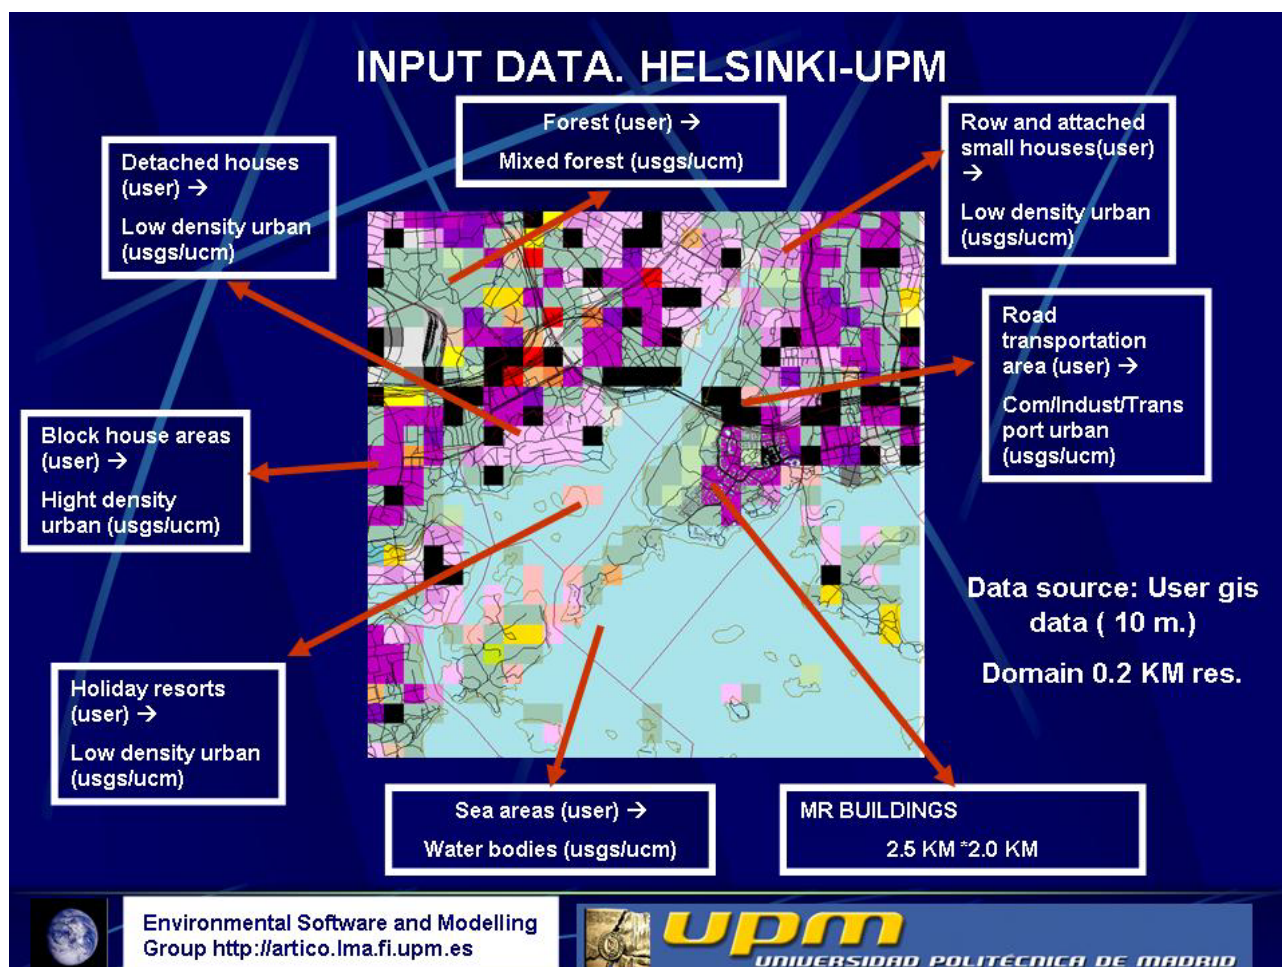 INPUT DATA. HELSINKI-UPM
Forest (user) →
Mixed forest (usgs/ucm)
Row and attached
small houses(user)
→
Low density urban
(usgs/ucm)
Detached houses
(user) →
Low density urban
(usgs/ucm)
Road
transportation
area (user) →
Com/Indust/Trans
port urban
(usgs/ucm)
Block house areas
(user) →
Hight density
urban (usgs/ucm)
Data source: User gis
data ( 10 m.)
Domain 0.2 KM res.
Holiday resorts
(user) →
Low density urban
(usgs/ucm)
Sea areas (user) →
Water bodies (usgs/ucm)
MR BUILDINGS
2.5 KM *2.0 KM
Environmental Software and Modelling
Group http://artico.lma.fi.upm.es
upm
UNIVERSIDAD POLITÉCNICA DE MADRID